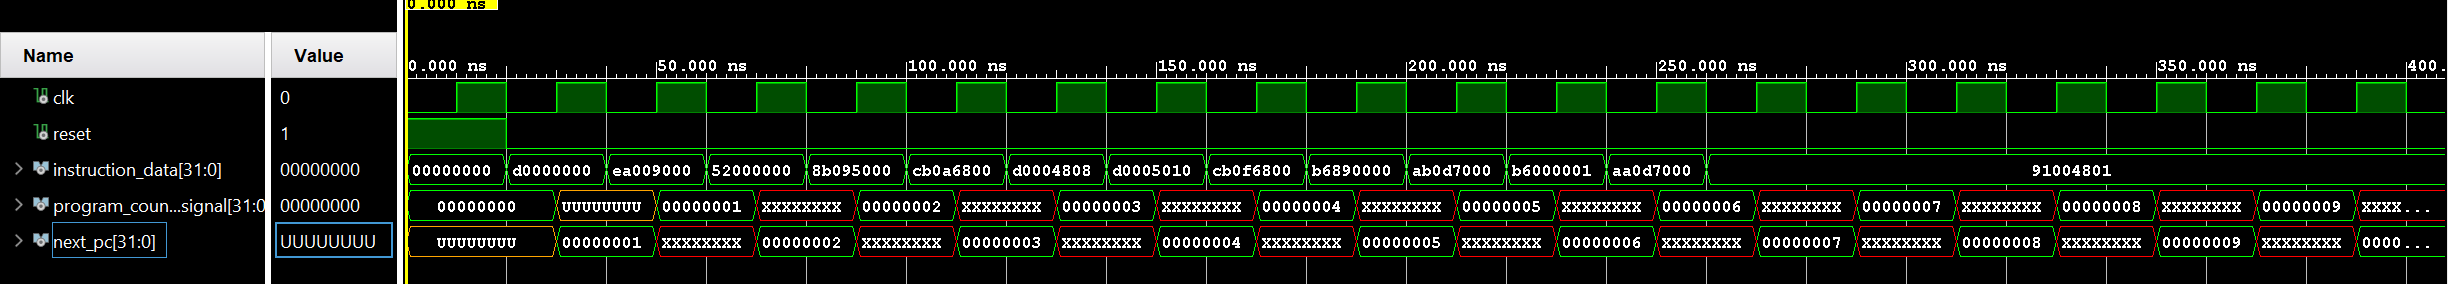 0.000 ns
Name Value 0.000 ns 50.000 ns 100.000 ns 150.000 ns 200.000 ns 250.000 ns 300.000 ns 350.000 ns 400.
clk 0
reset 1
instruction_data[31:0] 00000000 00000000 d0000000 ea009000 52000000 8b095000 cb0a6800 d0004808 d0005010 cb0f6800 b6890000 ab0d7000 b6000001 aa0d7000 91004801
program_coun...signal[31:0 00000000 00000000 UUUUUUUU 00000001 XXXXXXXX 00000002 XXXXXXXX 00000003 XXXXXXXX 00000004 XXXXXXXX 00000005 XXXXXXXX 00000006 XXXXXXXX 00000007 XXXXXXXX 00000008 XXXXXXXX 00000009 XXXX...
next_pc[31:0] UUUUUUUU UUUUUUUU 00000001 XXXXXXXX 00000002 XXXXXXXX 00000003 XXXXXXXX 00000004 XXXXXXXX 00000005 XXXXXXXX 00000006 XXXXXXXX 00000007 XXXXXXXX 00000008 XXXXXXXX 00000009 XXXXXXXX 0000...